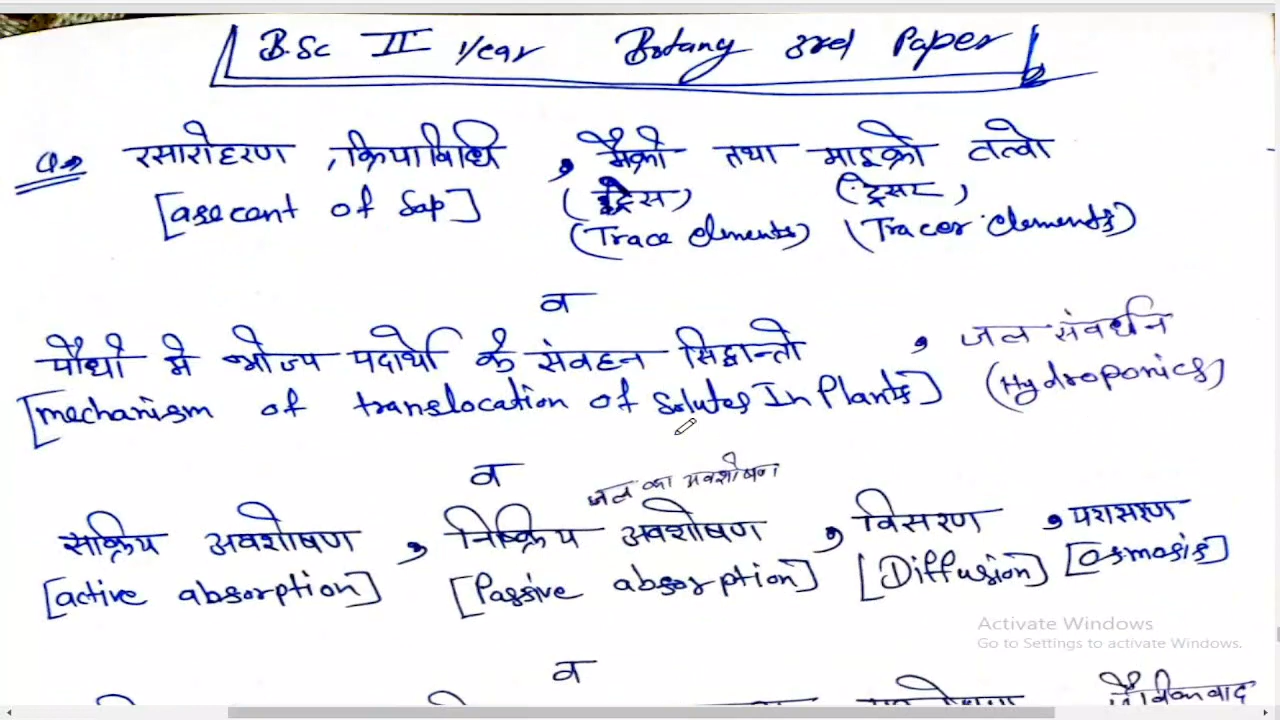 B.Sc II year Botany 3rd Paper
Q→ रसारोहरण , क्रियाविधि , मैक्रो तथा माइक्रो तत्वो
[asecant of Sap] (ट्रेस) (ट्रेसर)
(Trace elements) (Tracer elements)
व
पौधो मे भोज्य पदार्थो के संवहन सिद्धान्तो , जल संवर्धन
[mechanism of translocation of Solutes In Plants] (Hydroponics)
व
जल का अवशोषण
सक्रिय अवशोषण , निष्क्रिय अवशोषण , विसरण , परासरण
[active absorption] [Passive absorption] [Diffusion] [osmosis]
Activate Windows
Go to Settings to activate Windows.
व